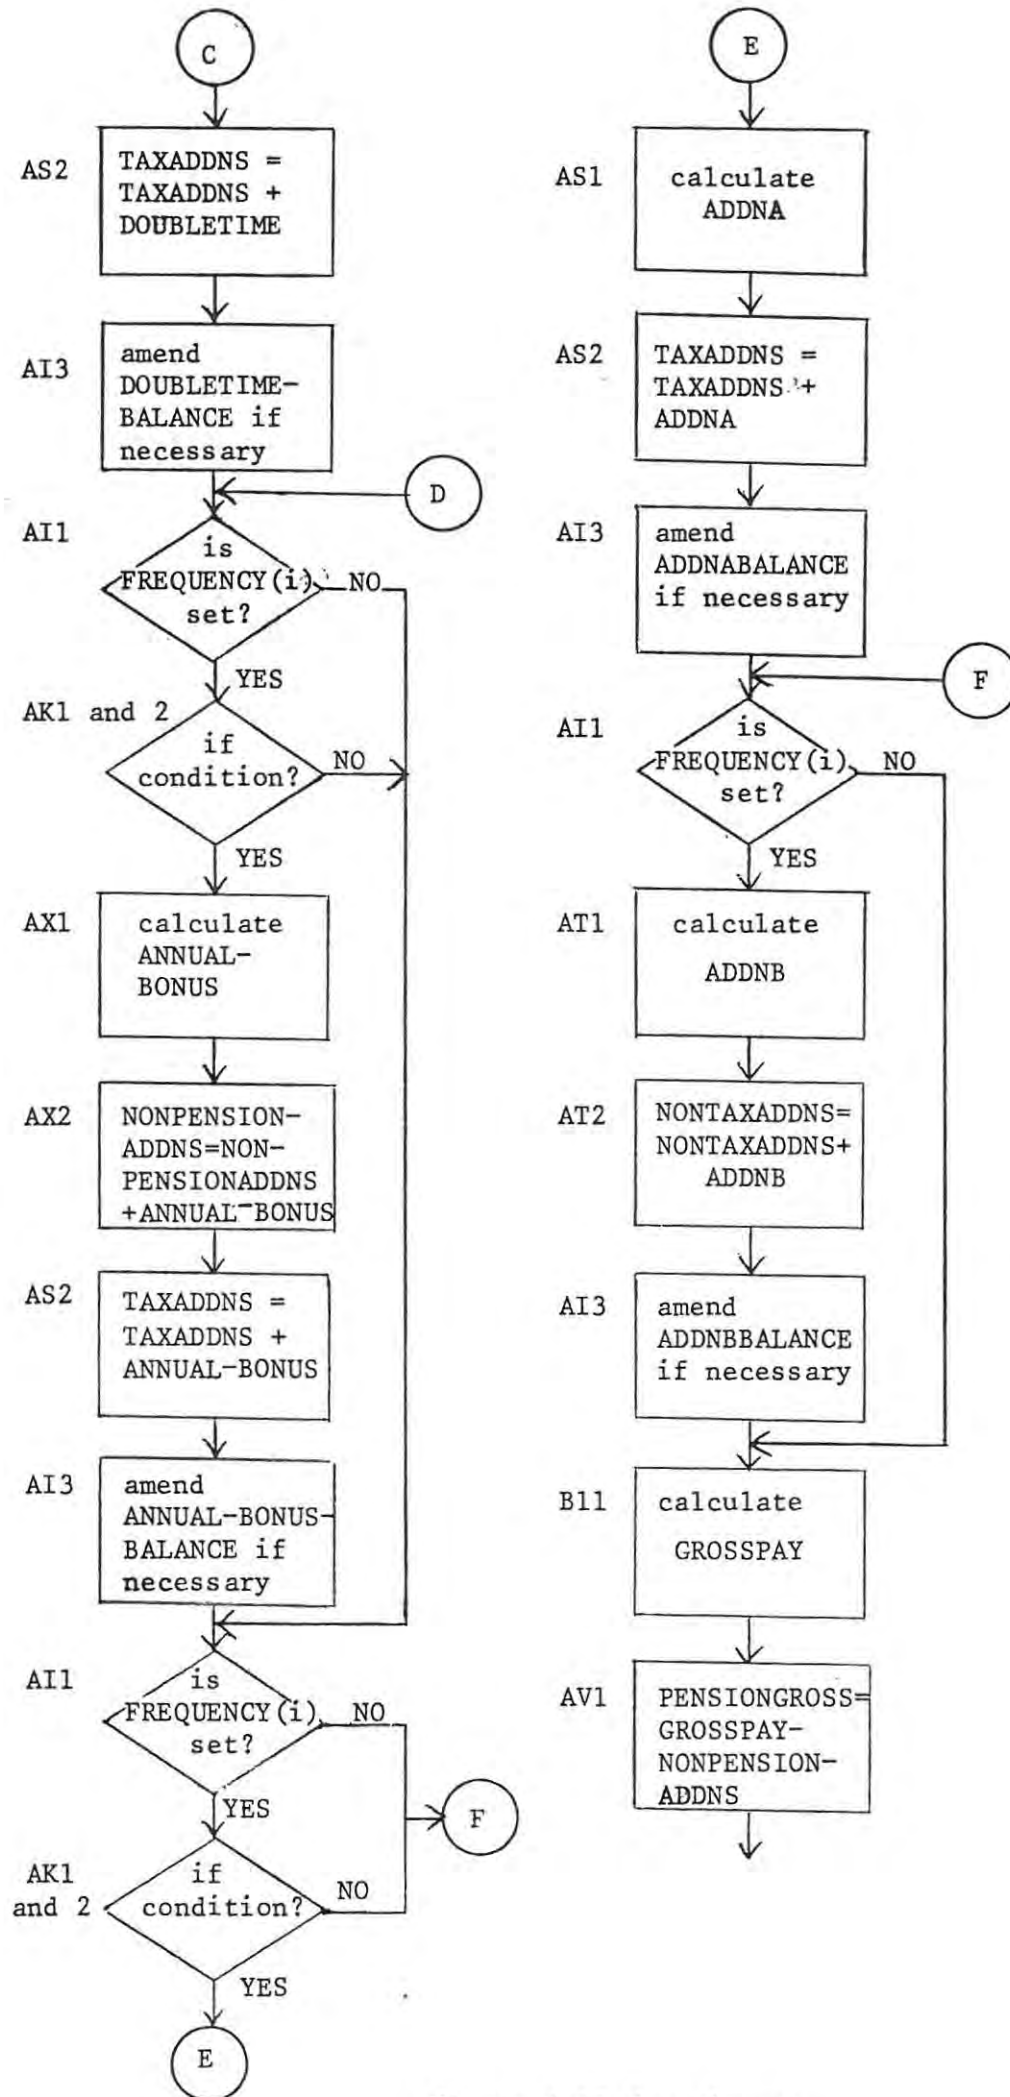 C
AS2
TAXADDNS =
TAXADDNS +
DOUBLETIME
AI3
amend
DOUBLETIME-
BALANCE if
necessary
D
AI1
is
FREQUENCY(i)
set?
NO
YES
AK1 and 2
if
condition?
NO
YES
AX1
calculate
ANNUAL-
BONUS
AX2
NONPENSION-
ADDNS=NON-
PENSIONADDNS
+ANNUAL-BONUS
AS2
TAXADDNS =
TAXADDNS +
ANNUAL-BONUS
AI3
amend
ANNUAL-BONUS-
BALANCE if
necessary
AI1
is
FREQUENCY(i)
set?
NO
YES
F
AK1
and 2
if
condition?
NO
YES
E
E
AS1
calculate
ADDNA
AS2
TAXADDNS =
TAXADDNS +
ADDNA
AI3
amend
ADDNABALANCE
if necessary
F
AI1
is
FREQUENCY(i)
set?
NO
YES
AT1
calculate
ADDNB
AT2
NONTAXADDNS=
NONTAXADDNS+
ADDNB
AI3
amend
ADDNBBALANCE
if necessary
B11
calculate
GROSSPAY
AV1
PENSIONGROSS=
GROSSPAY-
NONPENSION-
ADDNS